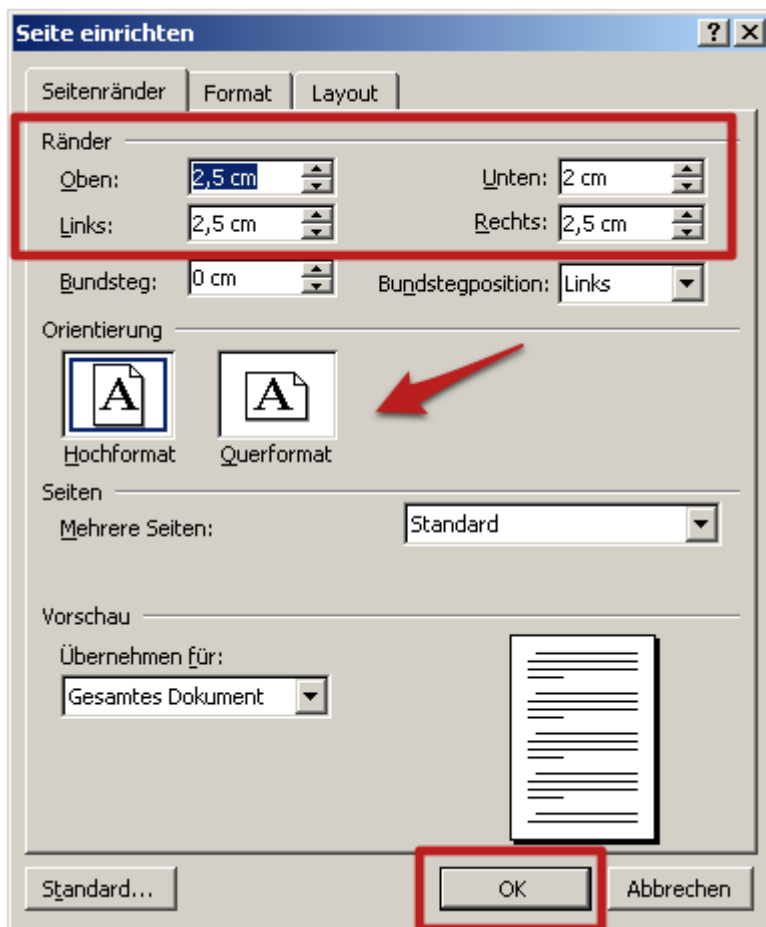 Seite einrichten
Seitenränder Format Layout
Ränder
Oben: 2,5 cm Unten: 2 cm
Links: 2,5 cm Rechts: 2,5 cm
Bundsteg: 0 cm Bundstegposition: Links
Orientierung
A A
Hochformat Querformat
Seiten
Mehrere Seiten: Standard
Vorschau
Übernehmen für:
Gesamtes Dokument
Standard... OK Abbrechen